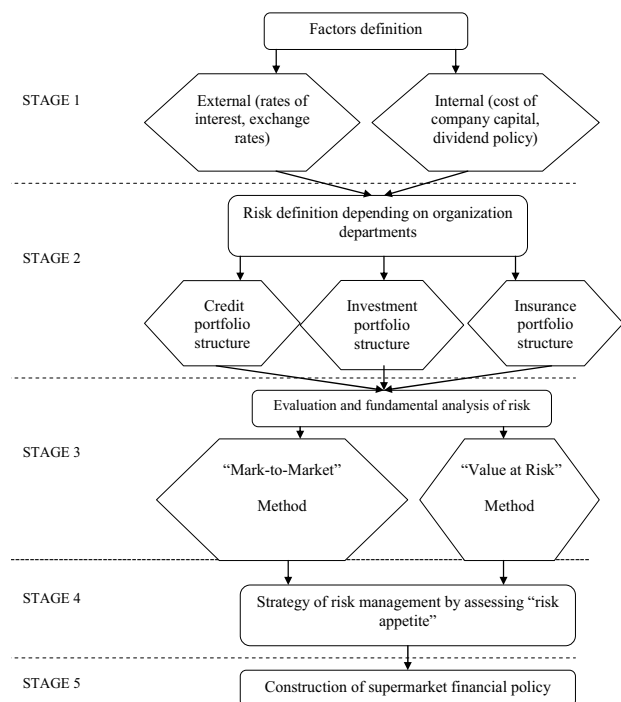 Factors definition
STAGE 1
External (rates of
interest, exchange
rates)
Internal (cost of
company capital,
dividend policy)
Risk definition depending on organization
departments
STAGE 2
Credit
portfolio
structure
Investment
portfolio
structure
Insurance
portfolio
structure
Evaluation and fundamental analysis of risk
STAGE 3
“Mark-to-Market”
Method
“Value at Risk”
Method
STAGE 4
Strategy of risk management by assessing “risk
appetite”
STAGE 5
Construction of supermarket financial policy